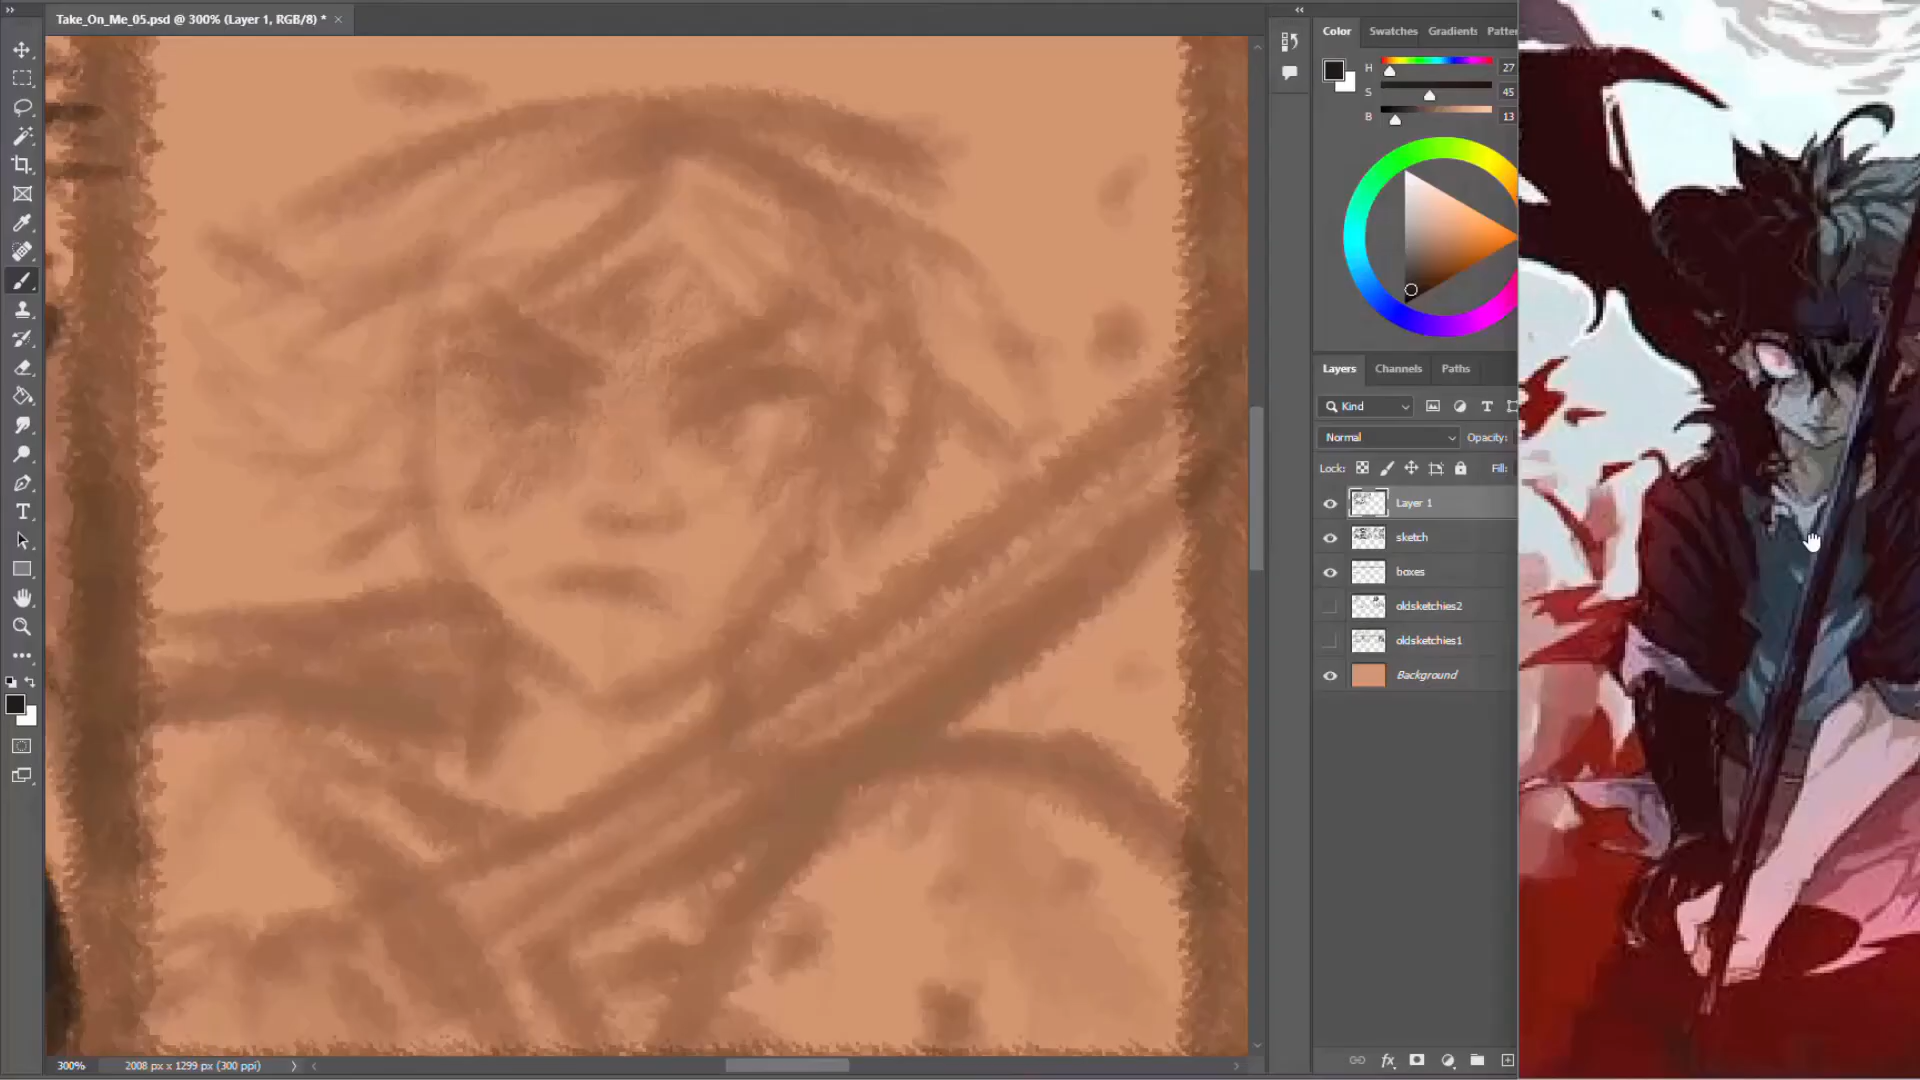 Take_On_Me_05.psd @ 300% (Layer 1, RGB/8) *
Color
Swatches
Gradients
Patte
H
27
S
45
B
13
Layers
Channels
Paths
Kind
Normal
Opacity:
Lock:
Fill:
Layer 1
sketch
boxes
oldsketchies2
oldsketchies1
Background
300%
2008 px x 1299 px (300 ppi)